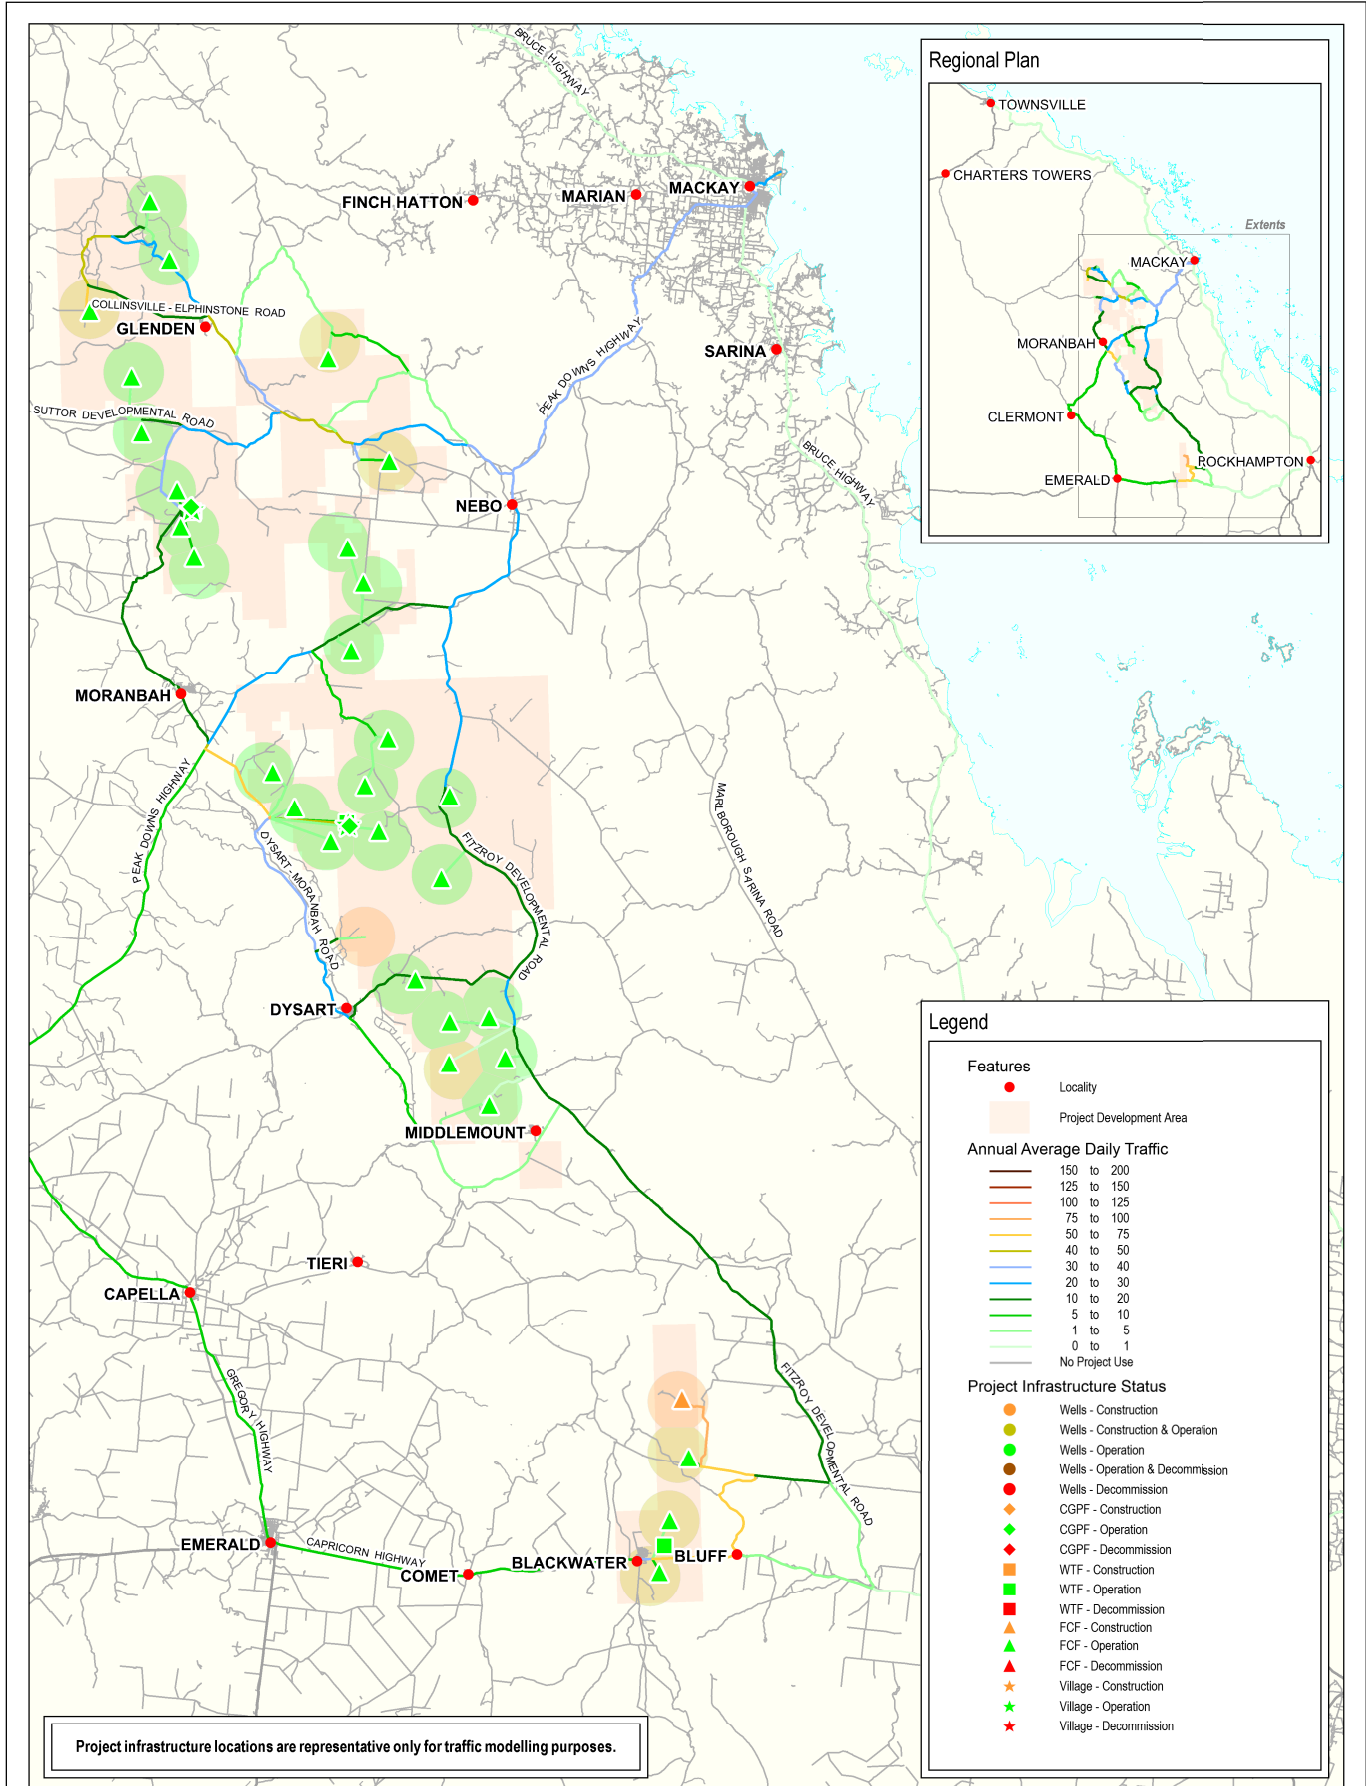 BRUCE HIGHWAY
FINCH HATTON
MARIAN
MACKAY
COLLINSVILLE - ELPHINSTONE ROAD
GLENDEN
PEAK DOWNS HIGHWAY
SARINA
SUTTOR DEVELOPMENTAL ROAD
BRUCE HIGHWAY
NEBO
MORANBAH
PEAK DOWNS HIGHWAY
DYSART - MORANBAH ROAD
FITZROY DEVELOPMENTAL ROAD
MARLBOROUGH SARINA ROAD
DYSART
MIDDLEMOUNT
TIERI
CAPELLA
GREGORY HIGHWAY
FITZROY DEVELOPMENTAL ROAD
EMERALD
CAPRICORN HIGHWAY
COMET
BLACKWATER
BLUFF
Project infrastructure locations are representative only for traffic modelling purposes.
Regional Plan
TOWNSVILLE
CHARTERS TOWERS
Extents
MACKAY
MORANBAH
CLERMONT
ROCKHAMPTON
EMERALD
Legend
Features
Locality
Project Development Area
Annual Average Daily Traffic
150 to 200
125 to 150
100 to 125
75 to 100
50 to 75
40 to 50
30 to 40
20 to 30
10 to 20
5 to 10
1 to 5
0 to 1
No Project Use
Project Infrastructure Status
Wells - Construction
Wells - Construction & Operation
Wells - Operation
Wells - Operation & Decommission
Wells - Decommission
CGPF - Construction
CGPF - Operation
CGPF - Decommission
WTF - Construction
WTF - Operation
WTF - Decommission
FCF - Construction
FCF - Operation
FCF - Decommission
Village - Construction
Village - Operation
Village - Decommission